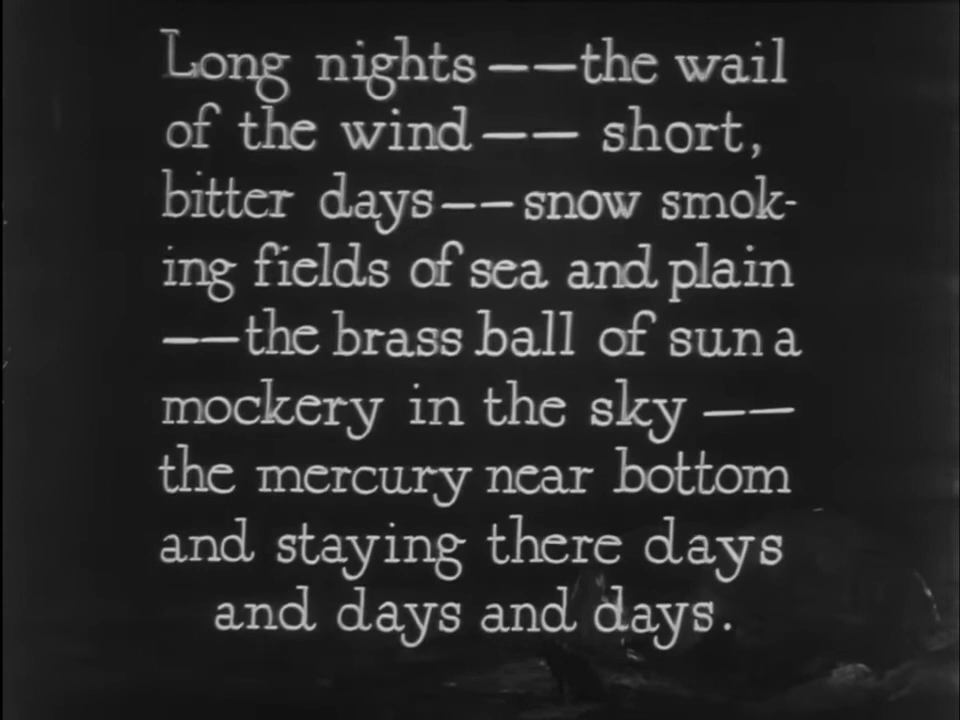 Long nights ——the wail
of the wind —— short,
bitter days——snow smok-
ing fields of sea and plain
——the brass ball of sun a
mockery in the sky ——
the mercury near bottom
and staying there days
and days and days.